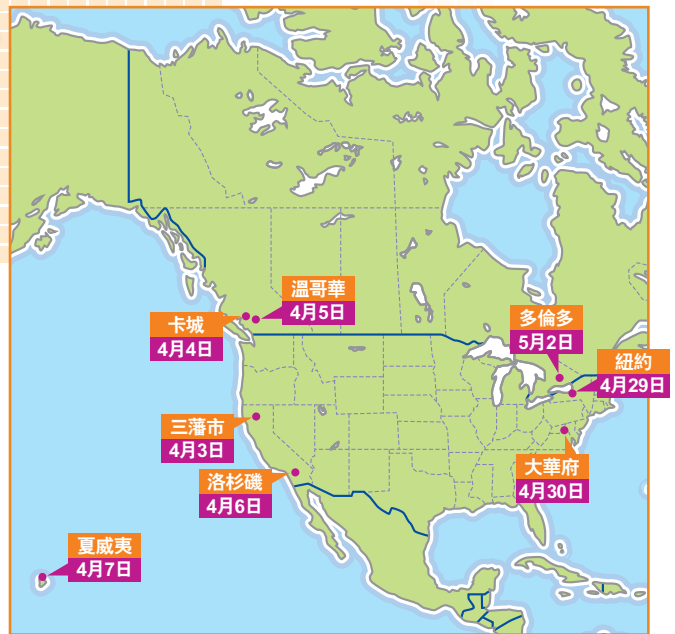 溫哥華
4月5日
卡城
4月4日
多倫多
5月2日
紐約
4月29日
三藩市
4月3日
大華府
4月30日
洛杉磯
4月6日
夏威夷
4月7日